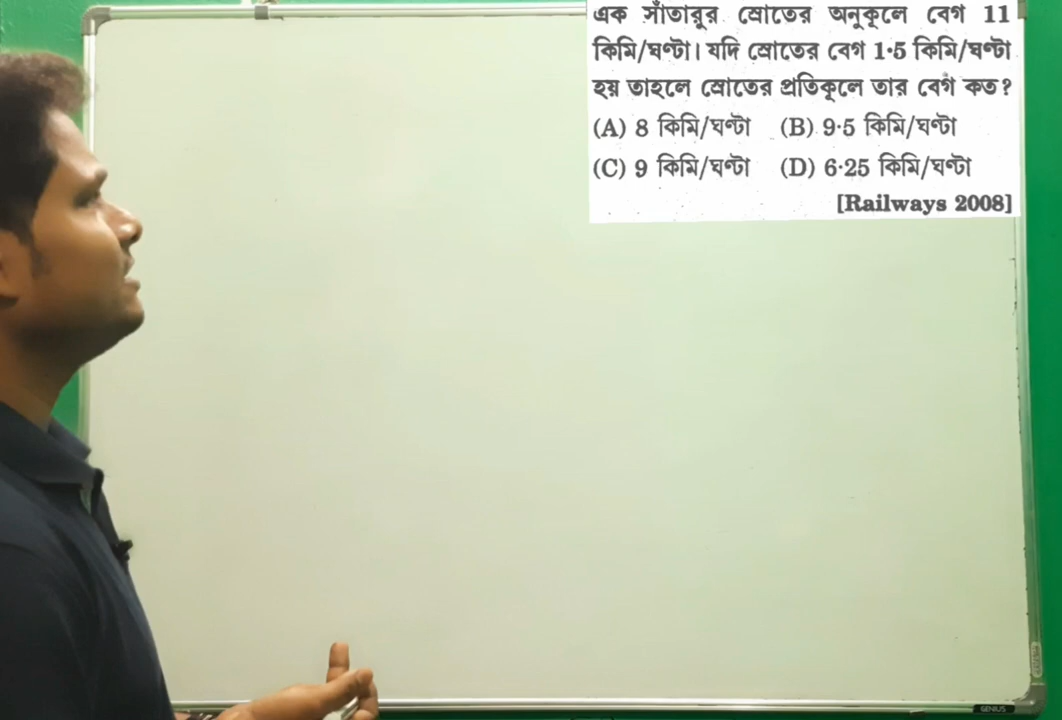 এক সাঁতারুর স্রোতের অনুকূলে বেগ 11
কিমি/ঘণ্টা। যদি স্রোতের বেগ 1·5 কিমি/ঘণ্টা
হয় তাহলে স্রোতের প্রতিকূলে তার বেগ কত?
(A) 8 কিমি/ঘণ্টা (B) 9·5 কিমি/ঘণ্টা
(C) 9 কিমি/ঘণ্টা (D) 6·25 কিমি/ঘণ্টা
[Railways 2008]
GENIUS